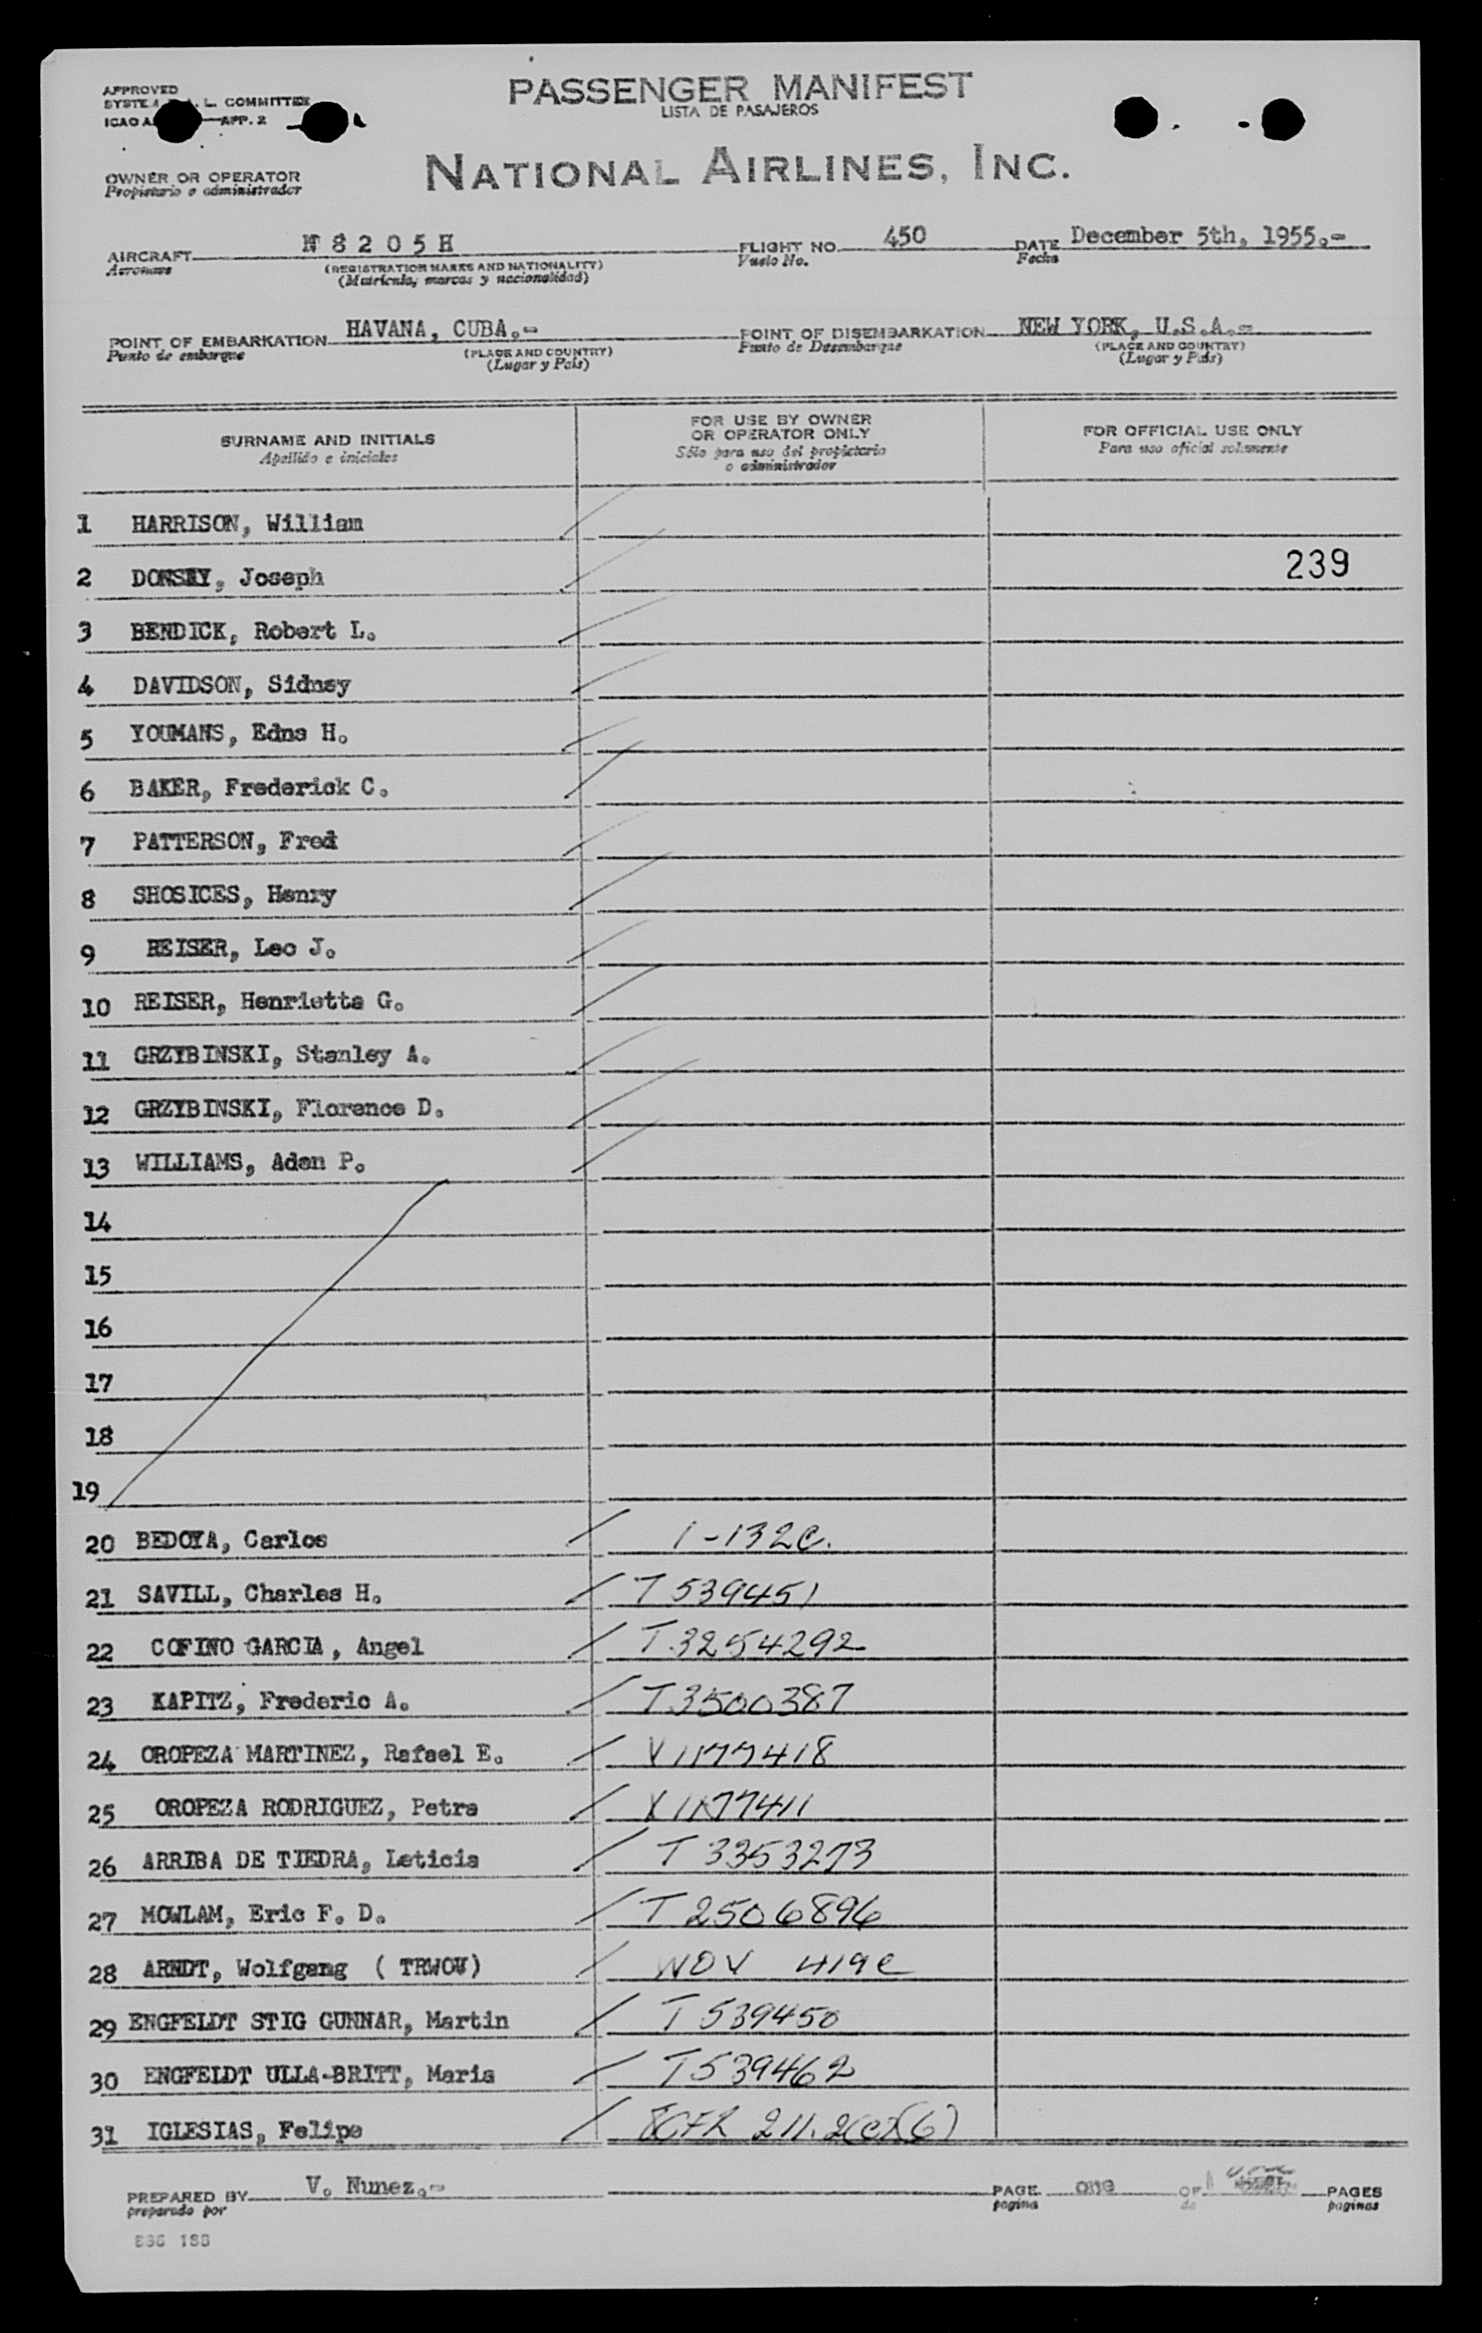 APPROVED
L. COMMITTEE
APP. 2
PASSENGER MANIFEST
LISTA DE PASAJEROS
NATIONAL AIRLINES, INC.
OWNER OR OPERATOR
Propietario o administrador
AIRCRAFT N 8 2 0 5 H FLIGHT NO. 450 DATE December 5th, 1955.-
Aeronave (REGISTRATION MARKS AND NATIONALITY) Vuelo No. Fecha
(Matrícula, marcas y nacionalidad)
POINT OF EMBARKATION HAVANA, CUBA.- POINT OF DISEMBARKATION NEW YORK, U.S.A.-
Punto de embarque (PLACE AND COUNTRY) Punto de Desembarque (PLACE AND COUNTRY)
(Lugar y País) (Lugar y País)
SURNAME AND INITIALS
Apellido e iniciales
FOR USE BY OWNER
OR OPERATOR ONLY
Sólo para uso del propietario
o administrador
FOR OFFICIAL USE ONLY
Para uso oficial solamente
1 HARRISON, William
239
2 DORSEY, Joseph
3 BENDICK, Robert L.
4 DAVIDSON, Sidney
5 YOUMANS, Edna H.
6 BAKER, Frederick C.
7 PATTERSON, Fred
8 SHOSICES, Henry
9 REISER, Leo J.
10 REISER, Henrietta G.
11 GRZYBINSKI, Stanley A.
12 GRZYBINSKI, Florence D.
13 WILLIAMS, Aden P.
14
15
16
17
18
19
20 BEDOYA, Carlos 1-132C.
21 SAVILL, Charles H. T 539451
22 COFINO GARCIA, Angel T.3254292
23 KAPITZ, Frederic A. T3500387
24 OROPEZA MARTINEZ, Rafael E.
25 OROPEZA RODRIGUEZ, Petra
26 ARRIBA DE TIEDRA, Leticia T 3353273
27 MOWLAM, Eric F. D. T 2506896
28 ARNDT, Wolfgang ( TRWOV) WOV 419C
29 ENGFELDT STIG GUNNAR, Martin T 539450
30 ENGFELDT ULLA-BRITT, Maria T539462
31 IGLESIAS, Felipe 8CFR 211.2(c)(6)
PREPARED BY V. Nunez.- PAGE one OF PAGES
preparado por pagina de paginas